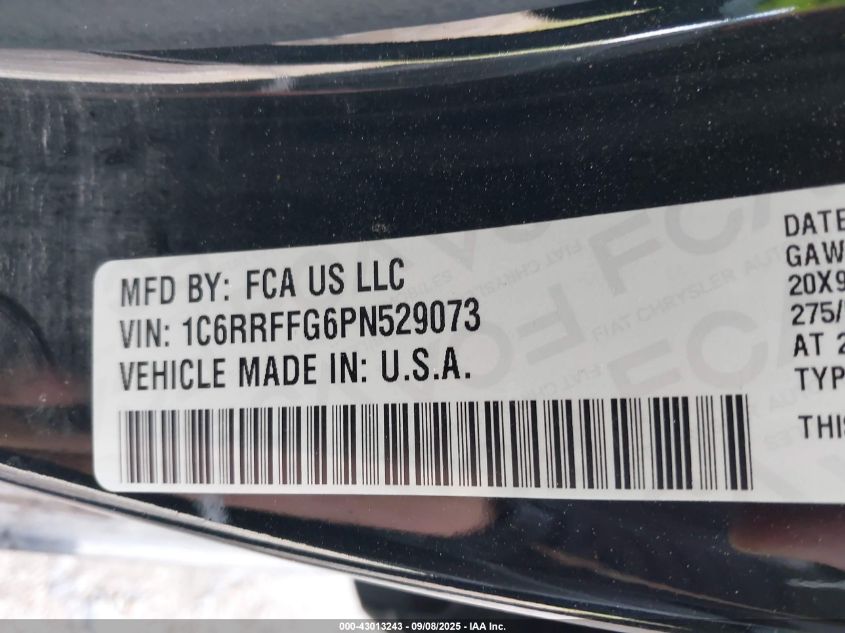 MFD BY: FCA US LLC
VIN: 1C6RRFFG6PN529073
VEHICLE MADE IN: U.S.A.
DATE
GAW
20X9
275/
AT 2
TYP
THIS
000-43013243 - 09/08/2025 - IAA Inc.